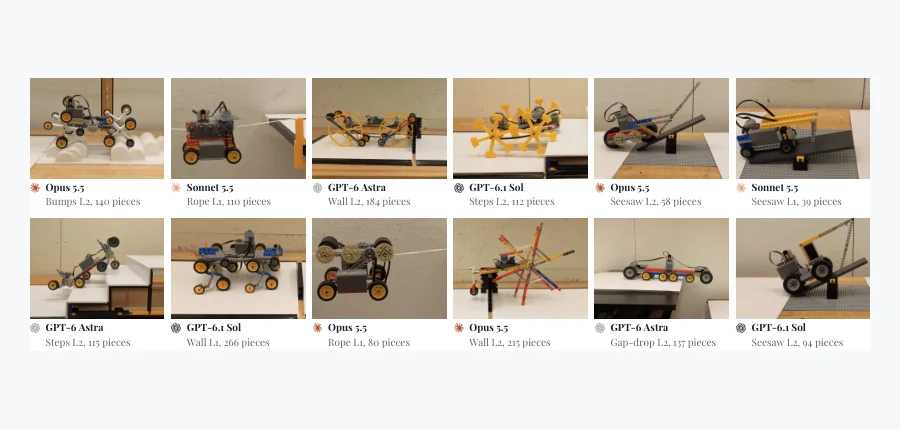 Opus 5.5
Bumps L2, 140 pieces
Sonnet 5.5
Rope L1, 110 pieces
GPT-6 Astra
Wall L2, 184 pieces
GPT-6.1 Sol
Steps L2, 112 pieces
Opus 5.5
Seesaw L2, 58 pieces
Sonnet 5.5
Seesaw L1, 39 pieces
GPT-6 Astra
Steps L2, 115 pieces
GPT-6.1 Sol
Wall L1, 266 pieces
Opus 5.5
Rope L1, 80 pieces
Opus 5.5
Wall L2, 215 pieces
GPT-6 Astra
Gap-drop L2, 137 pieces
GPT-6.1 Sol
Seesaw L2, 94 pieces